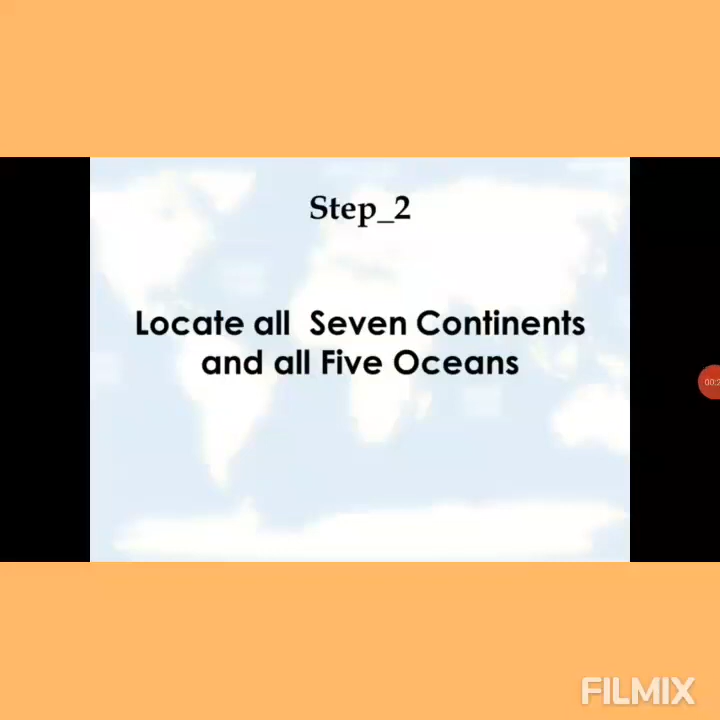 Step_2
Locate all Seven Continents
and all Five Oceans
FILMIX